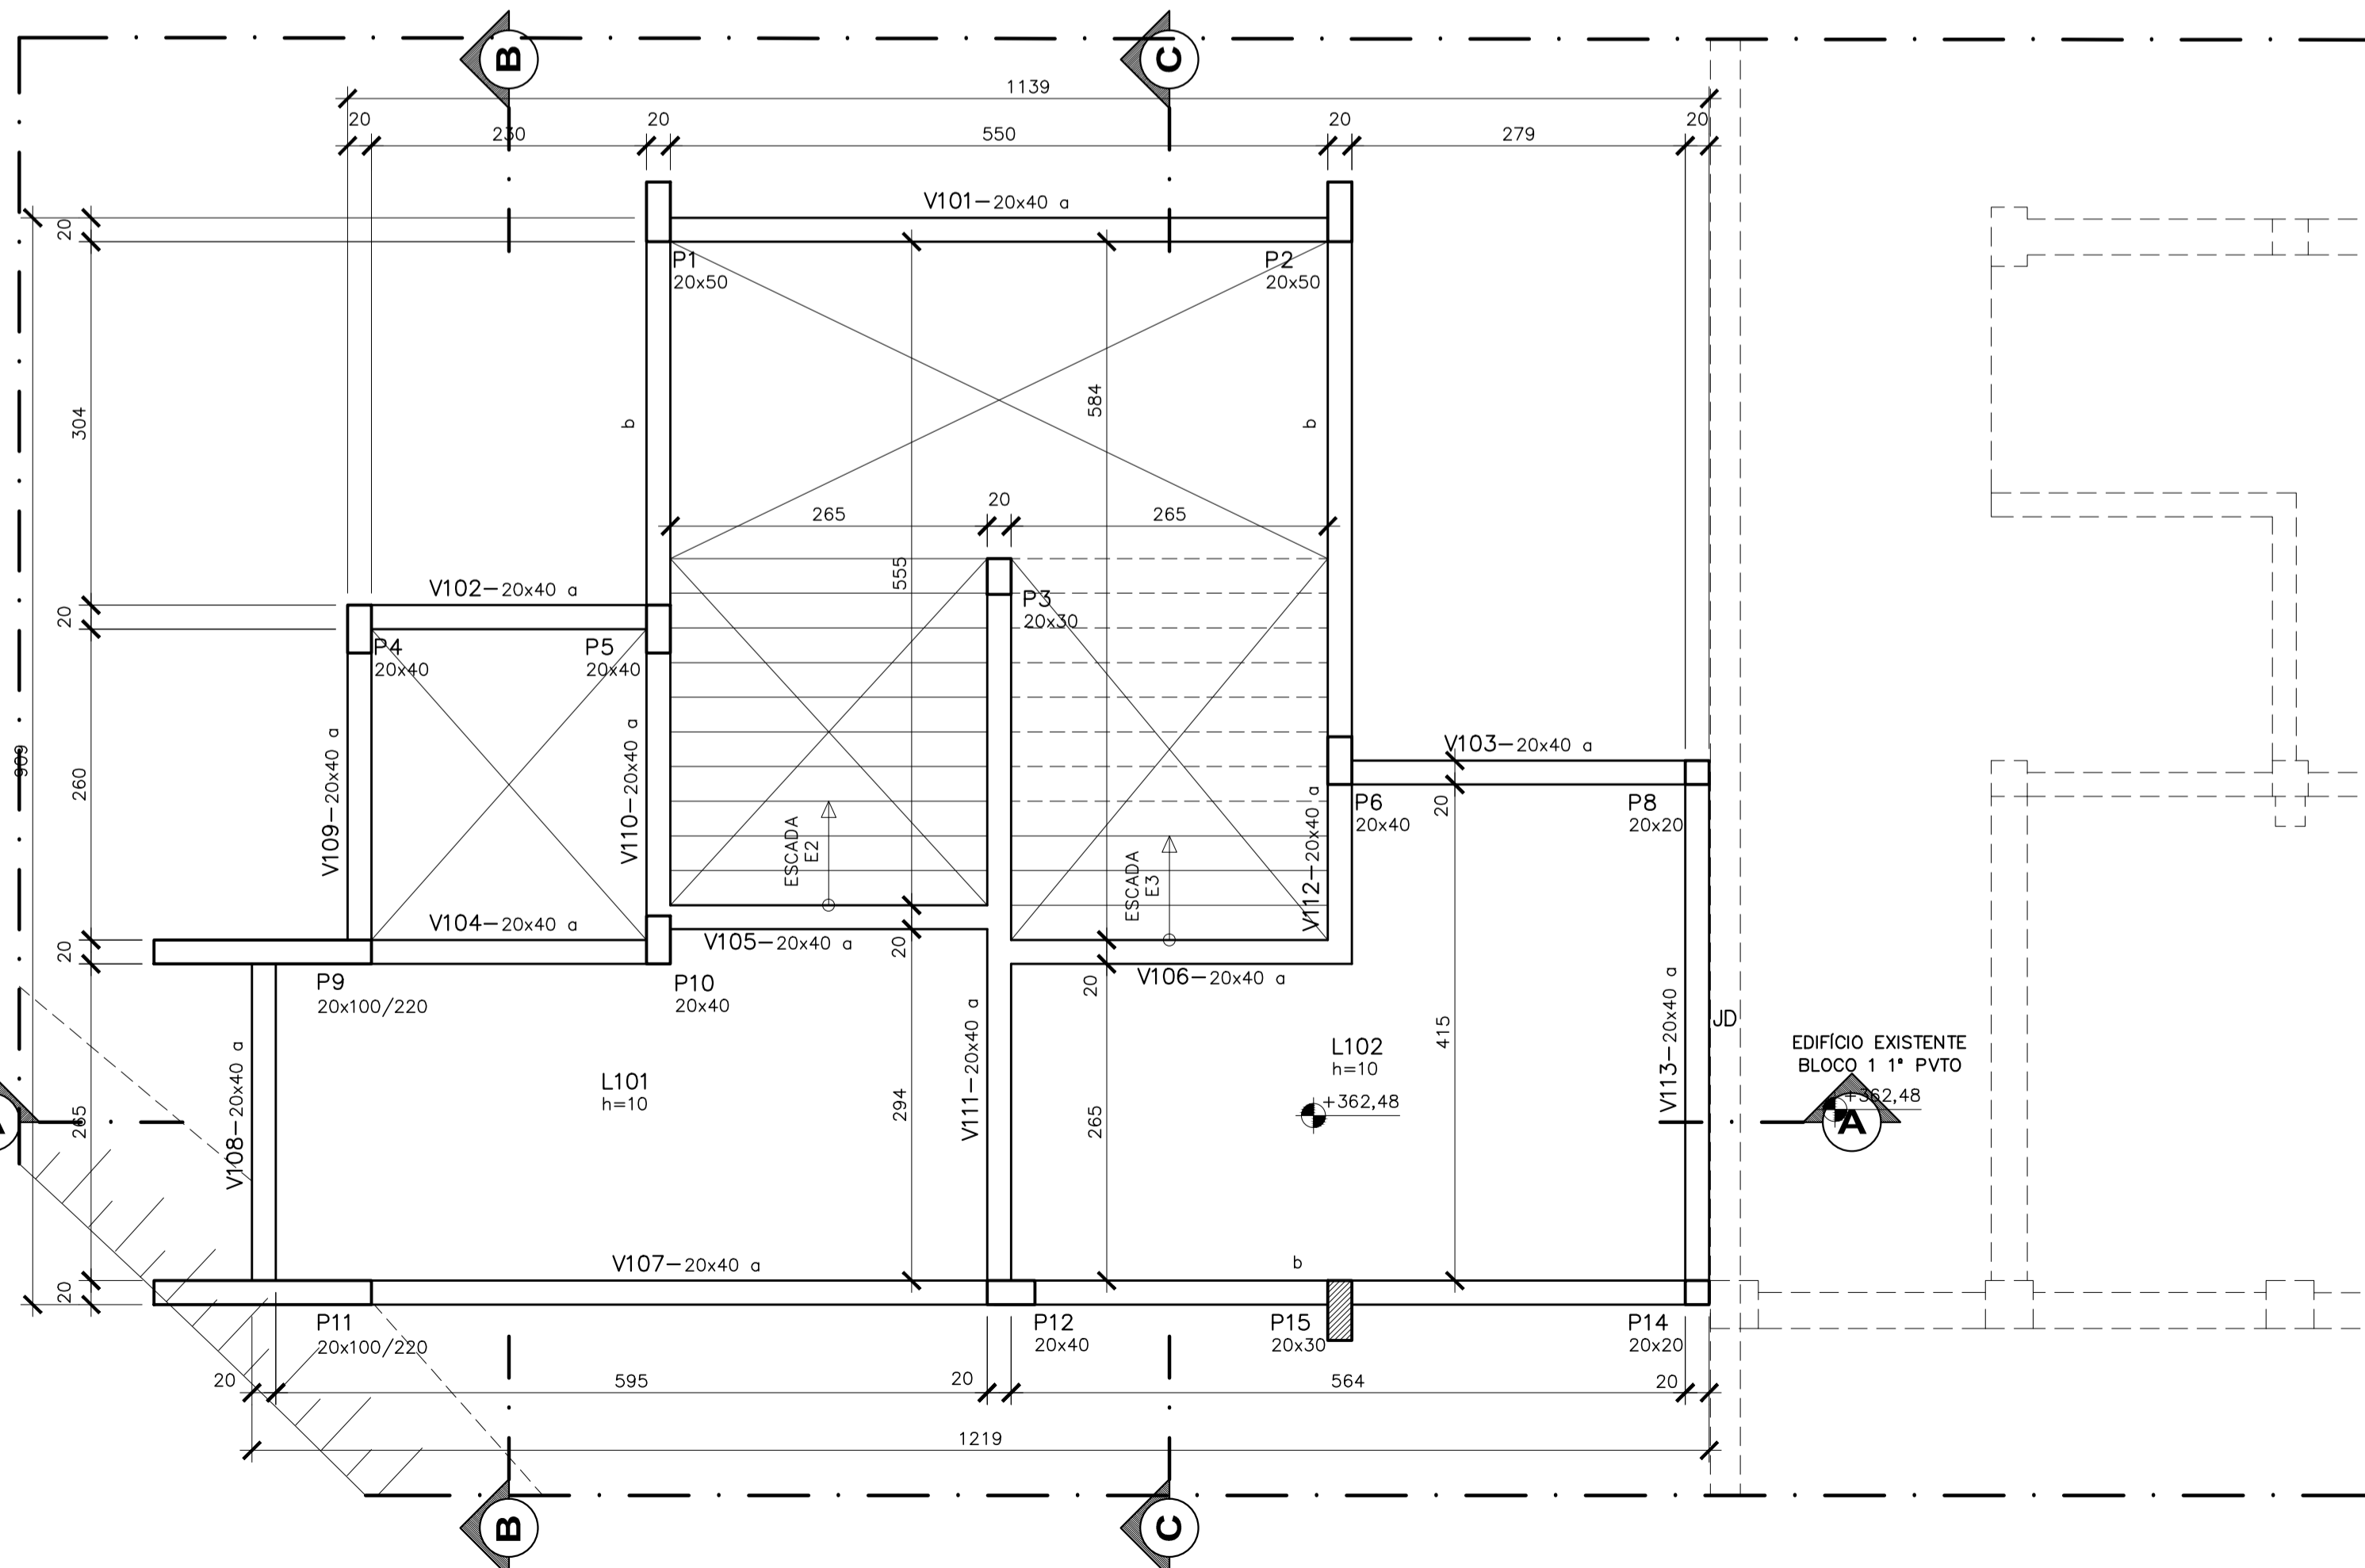 B
C
1139
20
230
20
550
20
279
20
V101-20x40 a
20
P1
20x50
P2
20x50
304
b
584
b
20
265
265
555
V102-20x40 a
20
P3
20x30
P4
20x40
P5
20x40
909
260
V109-20x40 a
V110-20x40 a
V103-20x40 a
20
P6
20x40
P8
20x20
V112-20x40 a
ESCADA
E2
ESCADA
E3
V104-20x40 a
V105-20x40 a
20
20
V106-20x40 a
20
P9
20x100/220
P10
20x40
V108-20x40 a
V111-20x40 a
V113-20x40 a
JD
L101
h=10
L102
h=10
+362,48
415
294
265
265
EDIFÍCIO EXISTENTE
BLOCO 1 1° PVTO
+362,48
A
A
V107-20x40 a
b
20
P11
20x100/220
P12
20x40
P15
20x30
P14
20x20
20
595
20
564
20
1219
B
C